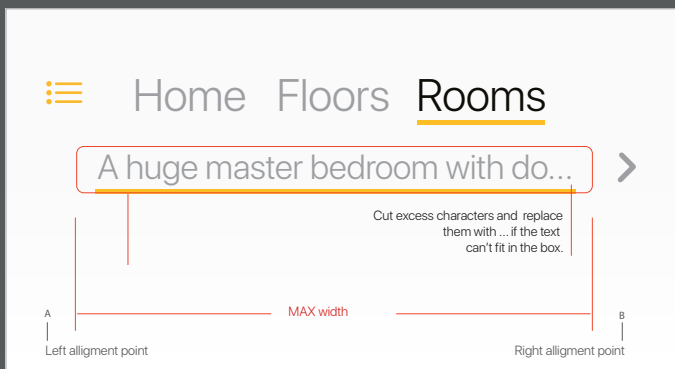 Home Floors Rooms
A huge master bedroom with do...
Cut excess characters and replace
them with ... if the text
can't fit in the box.
MAX width
A
B
Left alligment point
Right alligment point